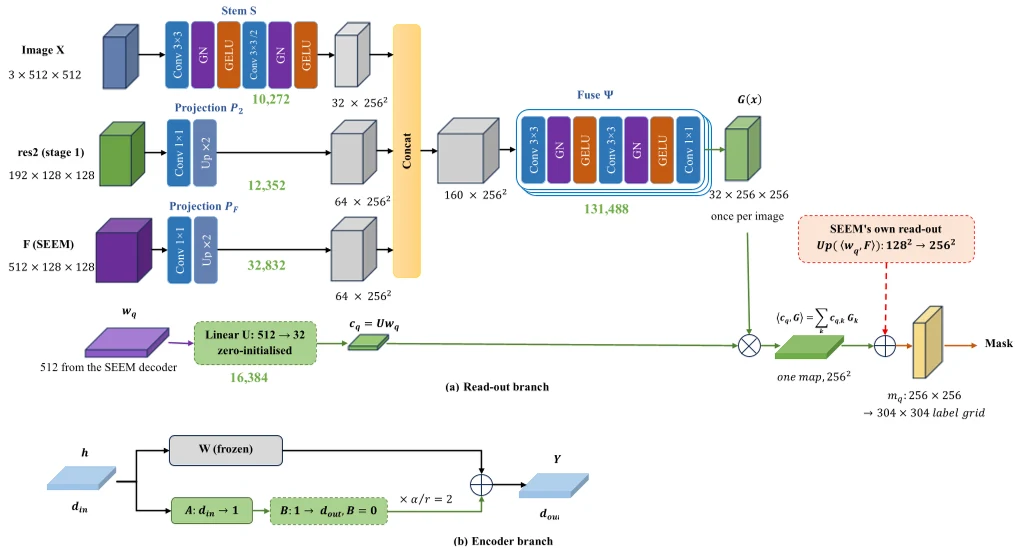 Stem S
Image X
3 × 512 × 512
Conv 3×3
GN
GELU
Conv 3×3 /2
GN
GELU
10,272
32 × 256²
Projection P₂
res2 (stage 1)
192 × 128 × 128
Conv 1×1
Up ×2
12,352
64 × 256²
Projection P_F
F (SEEM)
512 × 128 × 128
Conv 1×1
Up ×2
32,832
64 × 256²
Concat
160 × 256²
Fuse Ψ
Conv 3×3
GN
GELU
Conv 3×3
GN
GELU
Conv 1×1
131,488
G(x)
32 × 256 × 256
once per image
SEEM's own read-out
Up( ⟨w_q, F⟩): 128² → 256²
w_q
512 from the SEEM decoder
Linear U: 512 → 32
zero-initialised
16,384
c_q = Uw_q
⟨c_q, G⟩ = ∑_k c_{q,k} G_k
one map, 256²
Mask
m_q: 256 × 256
→ 304 × 304 label grid
(a) Read-out branch
h
d_in
W (frozen)
A: d_in → 1
B: 1 → d_out, B = 0
× α/r = 2
Y
d_out
(b) Encoder branch